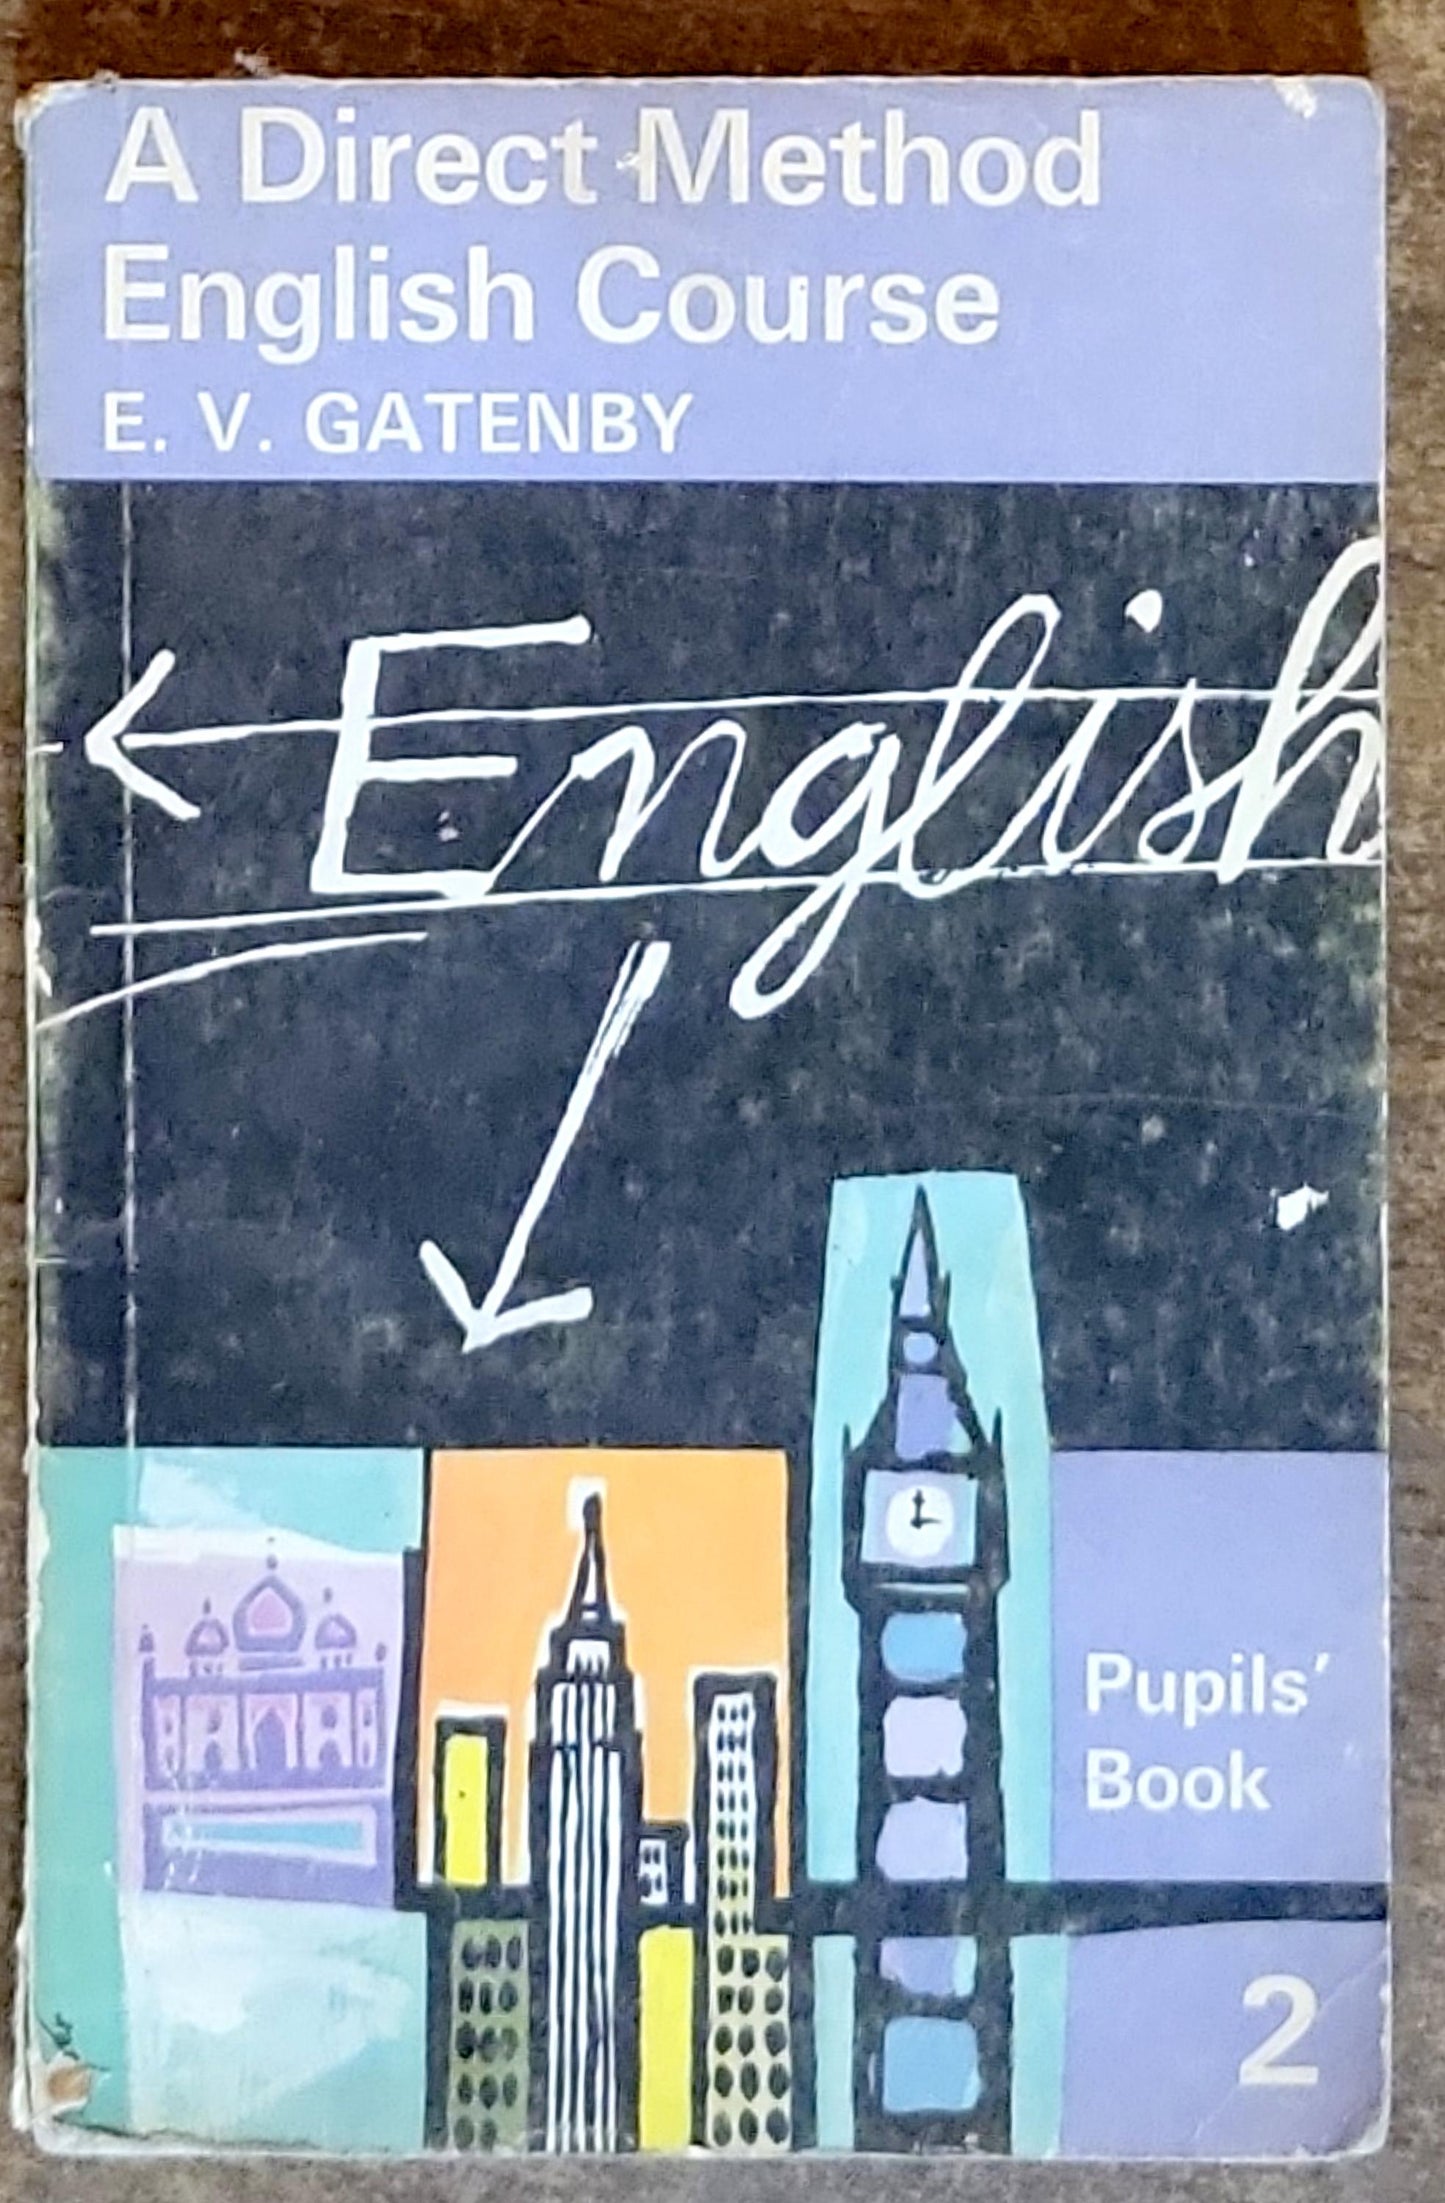 A Direct Method
English Course
E. V. GATENBY
English
Pupils'
Book
2